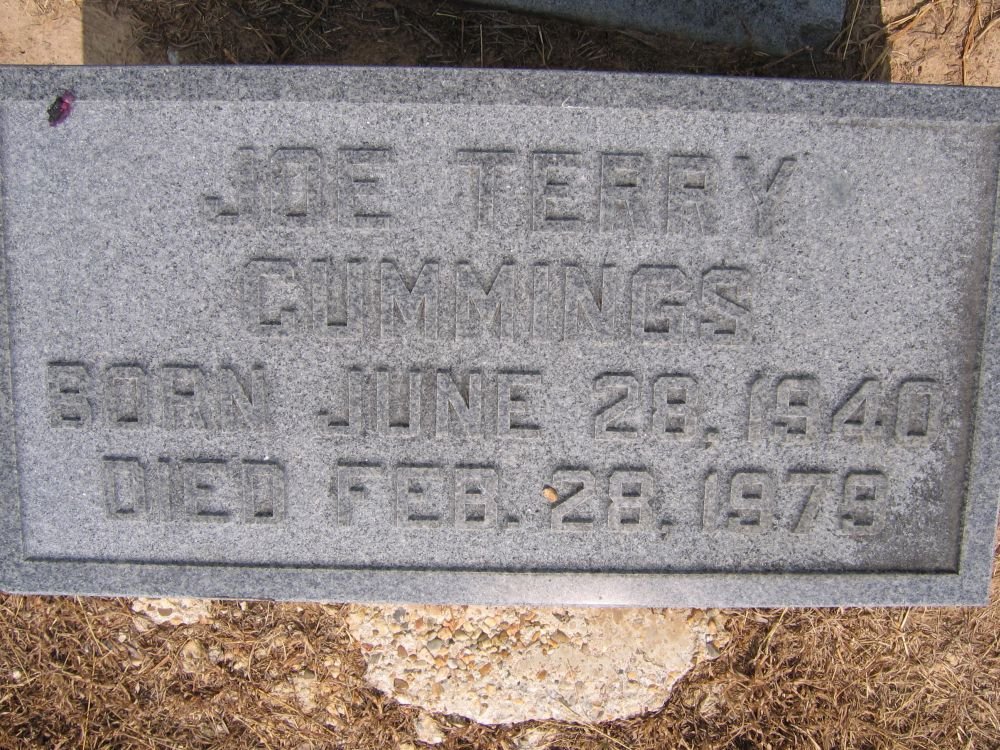 JOE TERRY
CUMMINGS
BORN JUNE 28, 1940
DIED FEB. 28, 1979